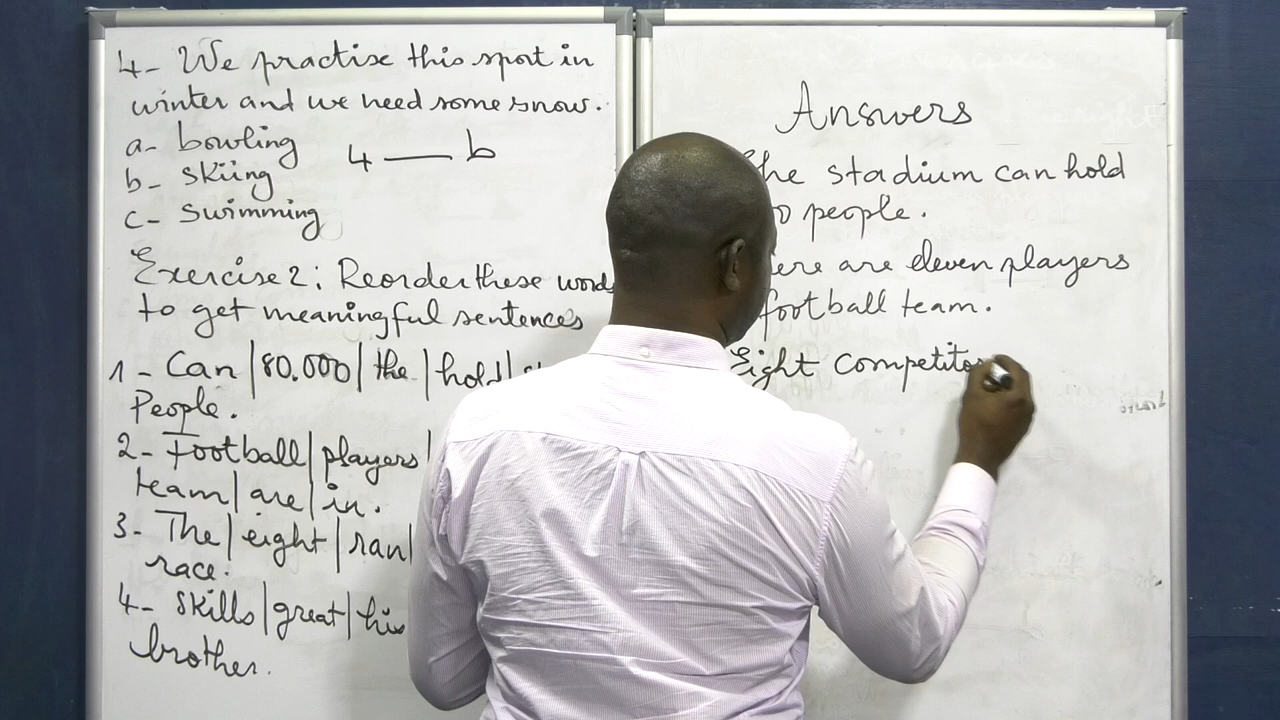 4- We practise this sport in
winter and we need some snow.
a- bowling
b- skiing
c- swimming
4 — b
Exercise 2: Reorder these words
to get meaningful sentences
1- Can | 80.000 | the | hold |
People.
2- Football | players |
team | are | in.
3- The | eight | ran |
race.
4- Skills | great | his
brother.
Answers
stadium can hold
people.
are eleven players
football team.
Eight